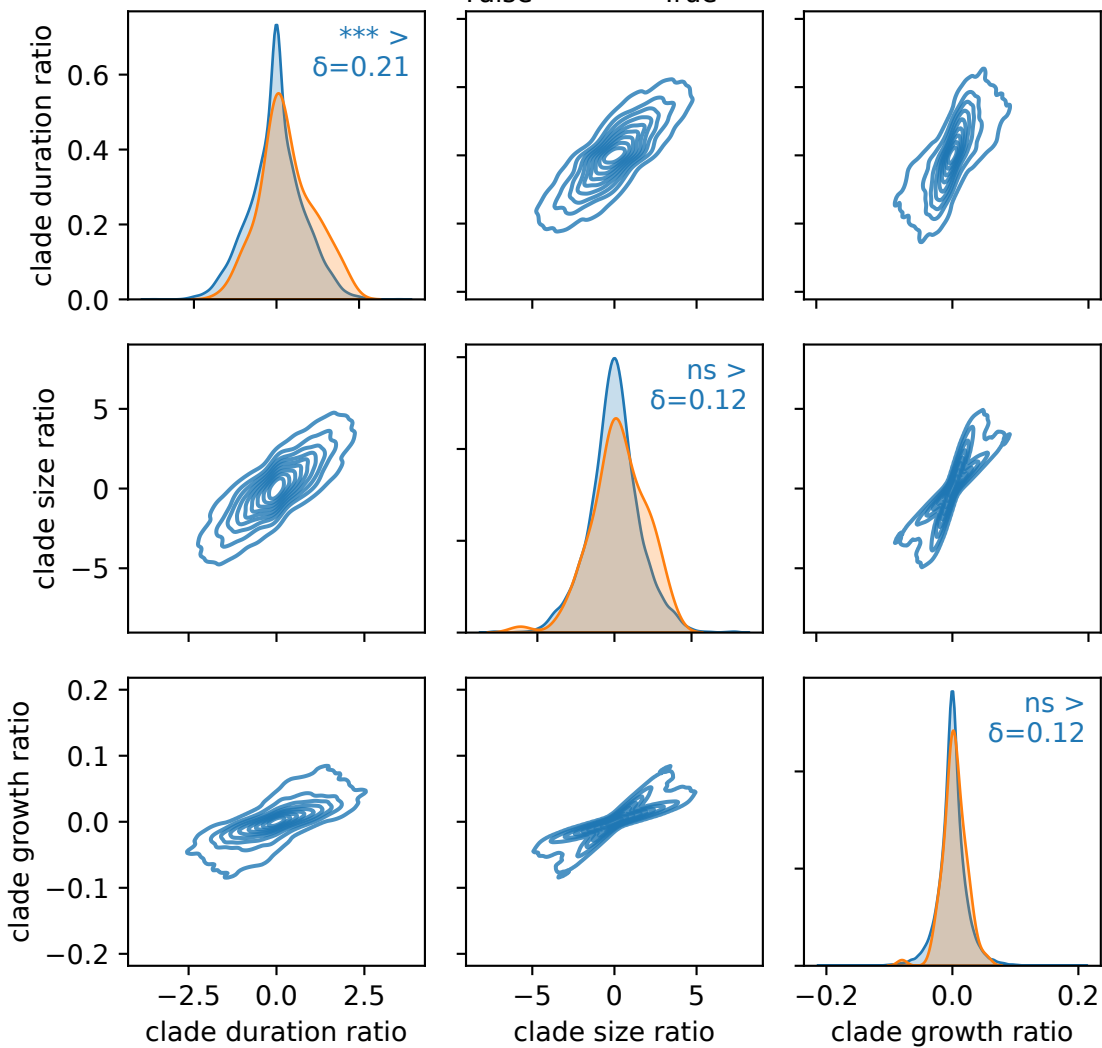 clade duration ratio
0.6
0.4
0.2
0.0
*** >
δ=0.21
clade size ratio
5
0
−5
ns >
δ=0.12
clade growth ratio
0.2
0.1
0.0
−0.1
−0.2
ns >
δ=0.12
−2.5 0.0 2.5
clade duration ratio
−5 0 5
clade size ratio
−0.2 0.0 0.2
clade growth ratio